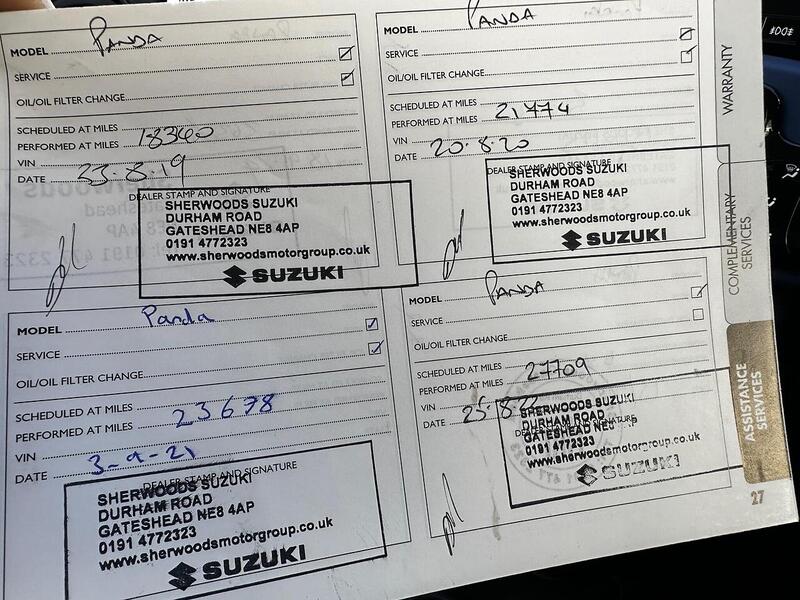 MODEL Panda
SERVICE
OIL/OIL FILTER CHANGE
SCHEDULED AT MILES
PERFORMED AT MILES 18340
VIN
DATE 23.8.19
DEALER STAMP AND SIGNATURE
SHERWOODS SUZUKI
DURHAM ROAD
GATESHEAD NE8 4AP
0191 4772323
www.sherwoodsmotorgroup.co.uk
SUZUKI
MODEL PANDA
SERVICE
OIL/OIL FILTER CHANGE
SCHEDULED AT MILES
PERFORMED AT MILES 21774
VIN
DATE 20.8.20
DEALER STAMP AND SIGNATURE
SHERWOODS SUZUKI
DURHAM ROAD
GATESHEAD NE8 4AP
0191 4772323
www.sherwoodsmotorgroup.co.uk
SUZUKI
MODEL Panda
SERVICE
OIL/OIL FILTER CHANGE
SCHEDULED AT MILES
PERFORMED AT MILES 23678
VIN
DATE 3-9-21
DEALER STAMP AND SIGNATURE
SHERWOODS SUZUKI
DURHAM ROAD
GATESHEAD NE8 4AP
0191 4772323
www.sherwoodsmotorgroup.co.uk
SUZUKI
MODEL PANDA
SERVICE
OIL/OIL FILTER CHANGE
SCHEDULED AT MILES
PERFORMED AT MILES 27709
VIN
DATE 25.8.22
SHERWOODS SUZUKI
DURHAM ROAD
GATESHEAD NE8 4AP
0191 4772323
www.sherwoodsmotorgroup.co.uk
SUZUKI
WARRANTY
COMPLEMENTARY
SERVICES
ASSISTANCE
SERVICES
27